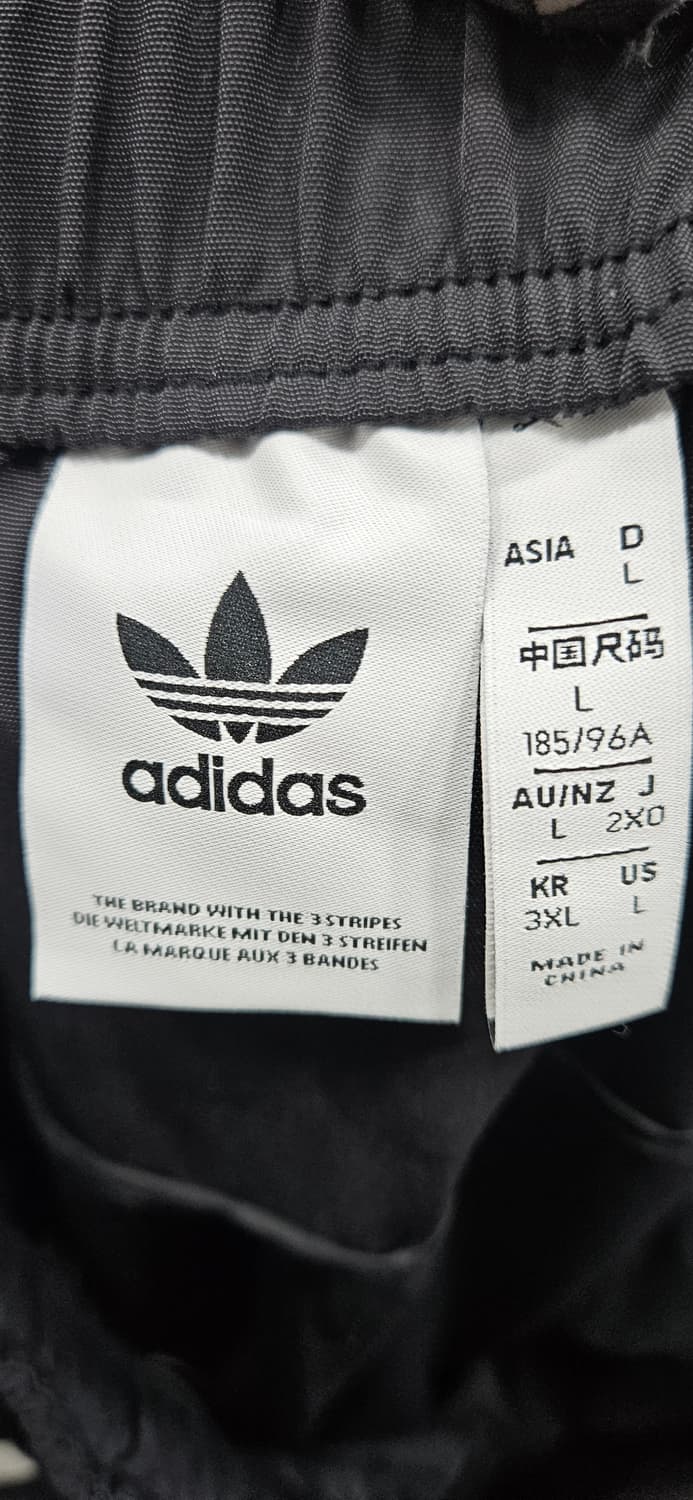 adidas
THE BRAND WITH THE 3 STRIPES
DIE WELTMARKE MIT DEN 3 STREIFEN
LA MARQUE AUX 3 BANDES
ASIA D
L
中国尺码
L
185/96A
AU/NZ J
L 2XO
KR US
3XL L
MADE IN
CHINA